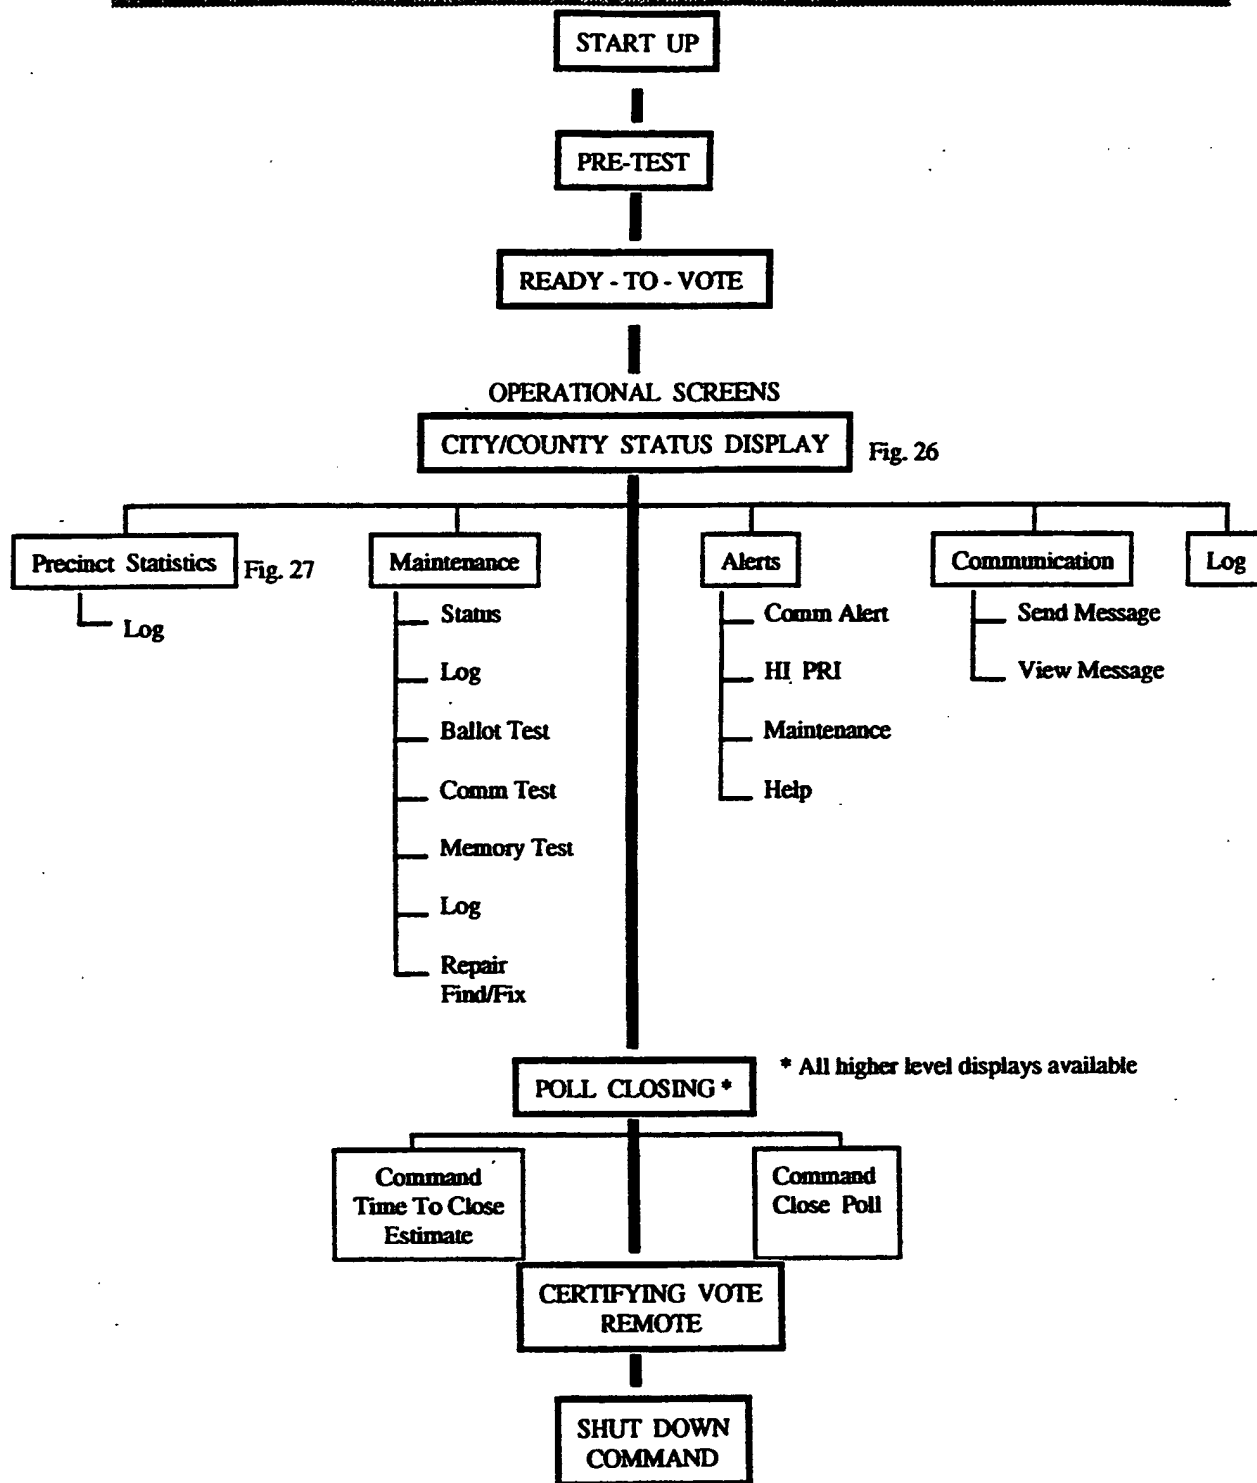 START UP
PRE-TEST
READY - TO - VOTE
OPERATIONAL SCREENS
CITY/COUNTY STATUS DISPLAY
Fig. 26
Precinct Statistics
Fig. 27
Log
Maintenance
Status
Log
Ballot Test
Comm Test
Memory Test
Log
Repair
Find/Fix
Alerts
Comm Alert
HI PRI
Maintenance
Help
Communication
Send Message
View Message
Log
POLL CLOSING *
* All higher level displays available
Command
Time To Close
Estimate
Command
Close Poll
CERTIFYING VOTE
REMOTE
SHUT DOWN
COMMAND